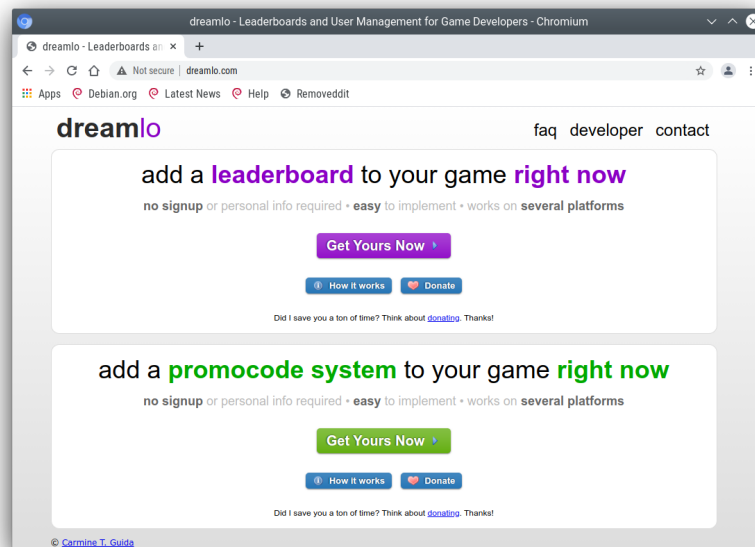 dreamlo - Leaderboards and User Management for Game Developers - Chromium
dreamlo - Leaderboards an
Not secure | dreamlo.com
Apps Debian.org Latest News Help Removeddit
dreamlo
faq developer contact
add a leaderboard to your game right now
no signup or personal info required • easy to implement • works on several platforms
Get Yours Now
How it works Donate
Did I save you a ton of time? Think about donating. Thanks!
add a promocode system to your game right now
no signup or personal info required • easy to implement • works on several platforms
Get Yours Now
How it works Donate
Did I save you a ton of time? Think about donating. Thanks!
© Carmine T. Guida